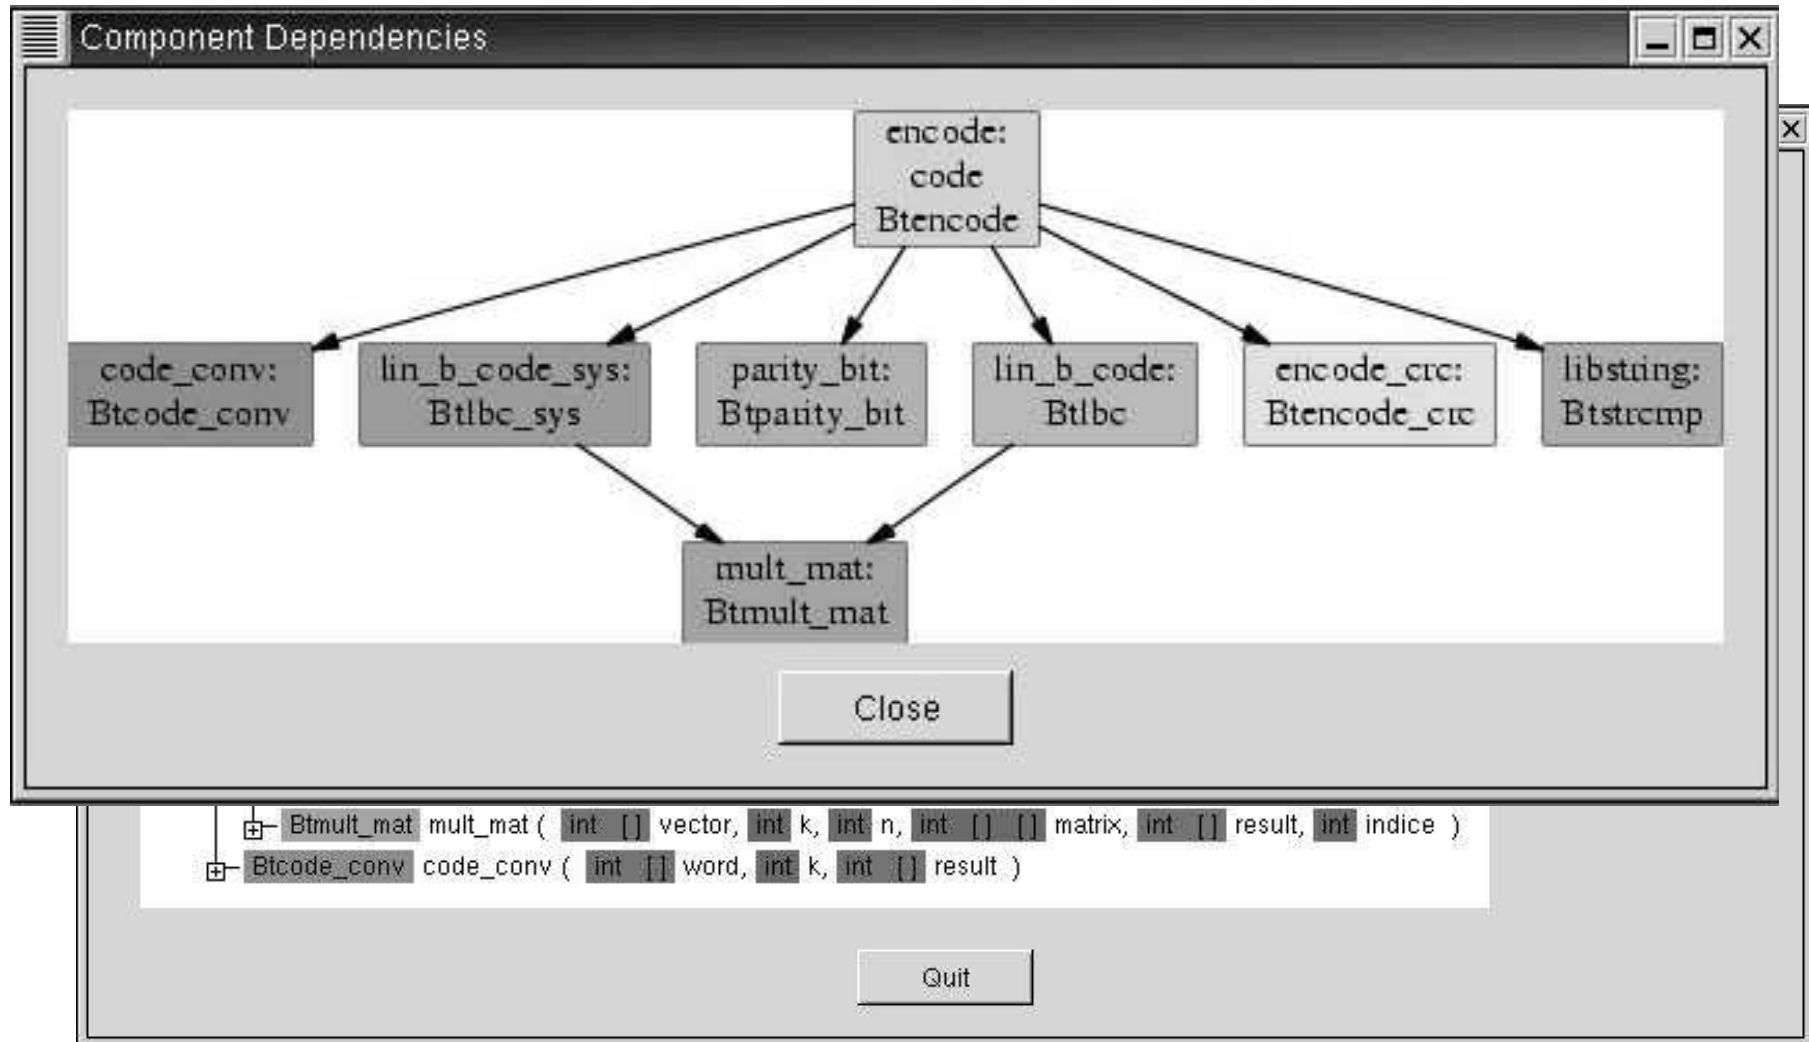 Component Dependencies
encode:
code
Btencode
code_conv:
Btcode_conv
lin_b_code_sys:
Btlbc_sys
parity_bit:
Btparity_bit
lin_b_code:
Btlbc
encode_crc:
Btencode_crc
libstring:
Btstrcmp
mult_mat:
Btmult_mat
Close
Btmult_mat mult_mat ( int [] vector, int k, int n, int [] [] matrix, int [] result, int indice )
Btcode_conv code_conv ( int [] word, int k, int [] result )
Quit